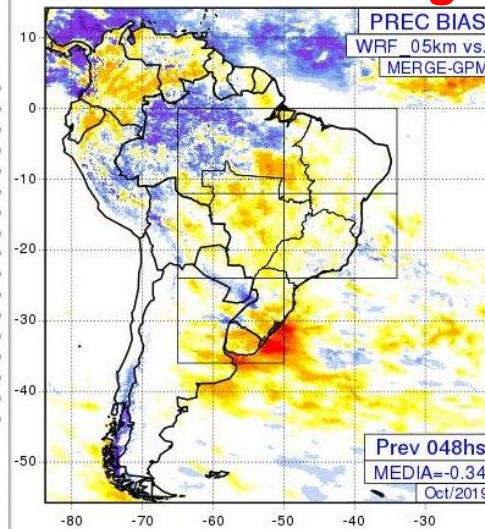 PREC BIAS
WRF_05km vs.
MERGE-GPM
10
0
-10
-20
-30
-40
-50
Prev 048hs
MEDIA=-0.34
Oct/2019
-80 -70 -60 -50 -40 -30